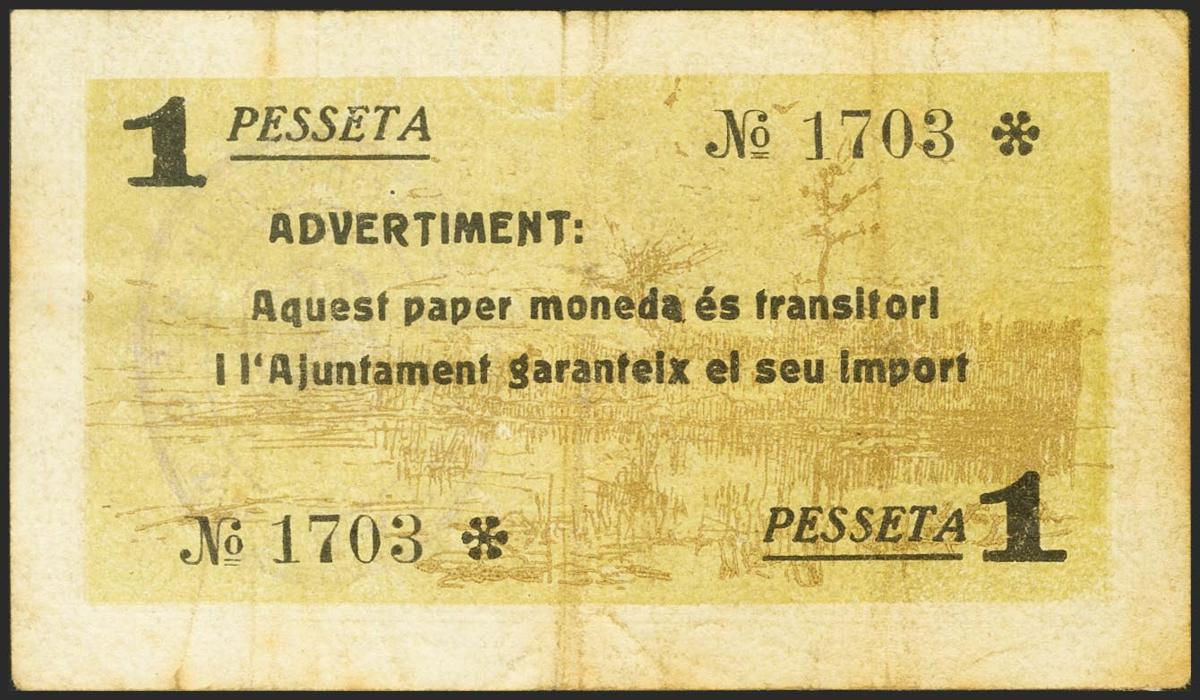 1 PESSETA
Nº 1703 *
ADVERTIMENT:
Aquest paper moneda és transitori
I l'Ajuntament garanteix el seu import
Nº 1703 *
PESSETA 1